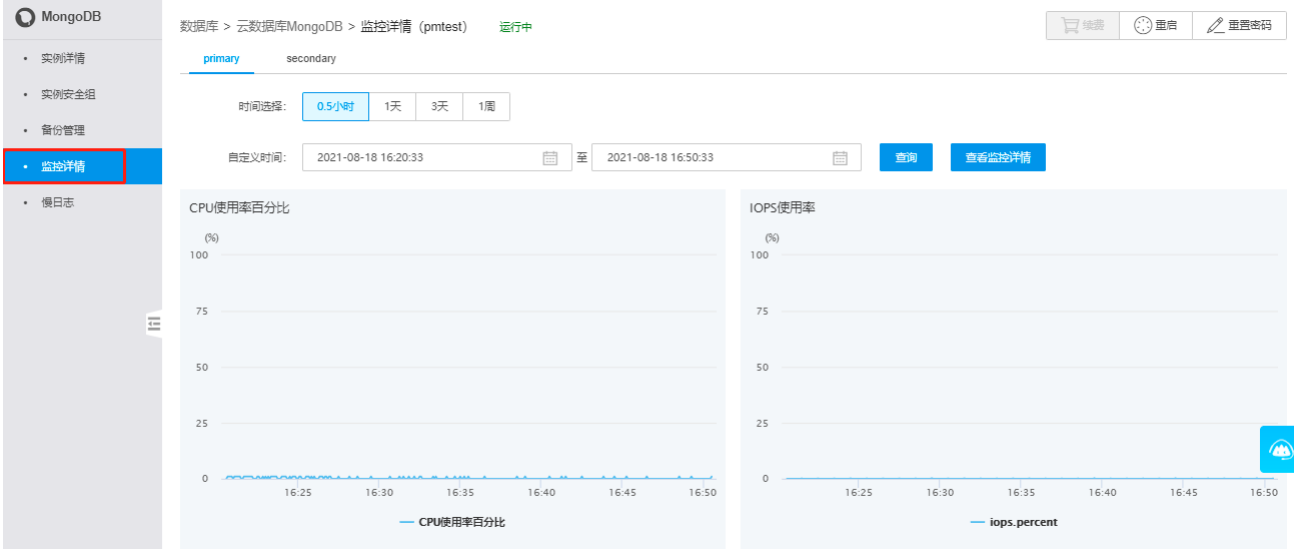 MongoDB
实例详情
实例安全组
备份管理
监控详情
慢日志
数据库 > 云数据库MongoDB > 监控详情 (pmtest) 运行中
续费 重启 重置密码
primary secondary
时间选择: 0.5小时 1天 3天 1周
自定义时间: 2021-08-18 16:20:33 至 2021-08-18 16:50:33 查询 查看监控详情
CPU使用率百分比
(%)
100
75
50
25
0
16:25 16:30 16:35 16:40 16:45 16:50
CPU使用率百分比
IOPS使用率
(%)
100
75
50
25
0
16:25 16:30 16:35 16:40 16:45 16:50
iops.percent